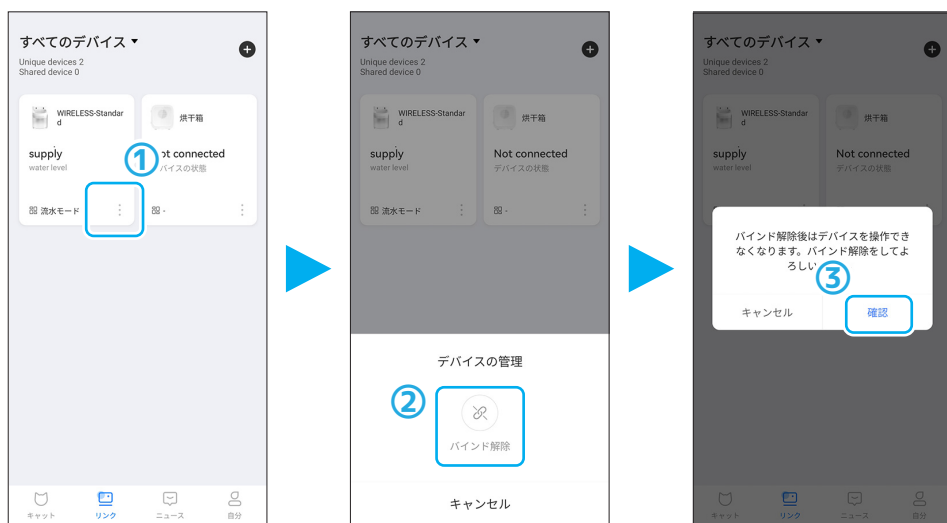 すべてのデバイス
Unique devices 2
Shared device 0
WIRELESS-Standar
d
烘干箱
supply
water level
①
ot connected
バイスの状態
流水モード
-
キャット
リンク
ニュース
自分
すべてのデバイス
Unique devices 2
Shared device 0
WIRELESS-Standar
d
烘干箱
supply
water level
Not connected
デバイスの状態
流水モード
-
デバイスの管理
②
バインド解除
キャンセル
すべてのデバイス
Unique devices 2
Shared device 0
WIRELESS-Standar
d
烘干箱
supply
water level
Not connected
デバイスの状態
バインド解除後はデバイスを操作でき
なくなります。バインド解除をしてよ
ろしい
③
キャンセル
確認
キャット
リンク
ニュース
自分